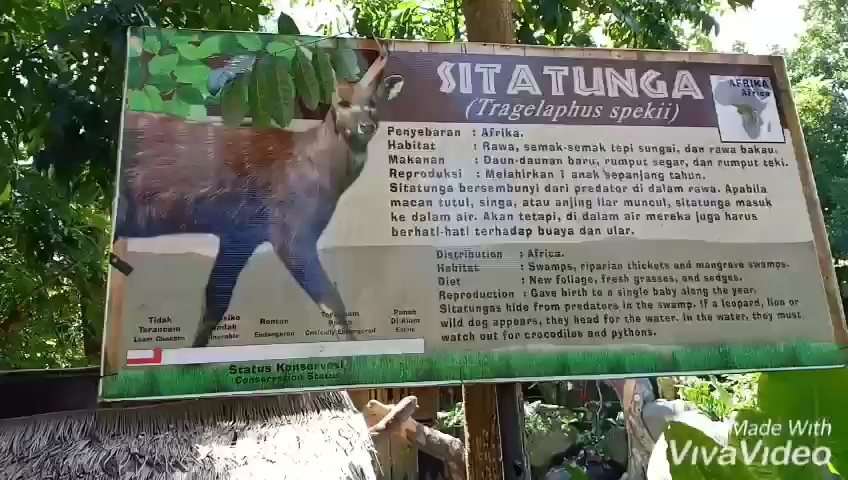 SITATUNGA
(Tragelaphus spekii)
AFRIKA
Africa
Penyebaran : Afrika.
Habitat : Rawa, semak-semak tepi sungai, dan rawa bakau.
Makanan : Daun-daunan baru, rumput segar, dan rumput teki.
Reproduksi : Melahirkan 1 anak sepanjang tahun.
Sitatunga bersembunyi dari predator di dalam rawa. Apabila
macan tutul, singa, atau anjing liar muncul, sitatunga masuk
ke dalam air. Akan tetapi, di dalam air mereka juga harus
berhati-hati terhadap buaya dan ular.
Distribution : Africa.
Habitat : Swamps, riparian thickets and mangrove swamps.
Diet : New foliage, fresh grasses, and sedges.
Reproduction : Gave birth to a single baby along the year.
Sitatungas hide from predators in the swamp. If a leopard, lion or
wild dog appears, they head for the water. In the water, they must
watch out for crocodiles and pythons.
Tidak
Terancam
Least Concern
Rentan
Endangered
Critically Endangered
Punah
Di Alam
Status Konservasi
Conservation Status
Made With
VivaVideo